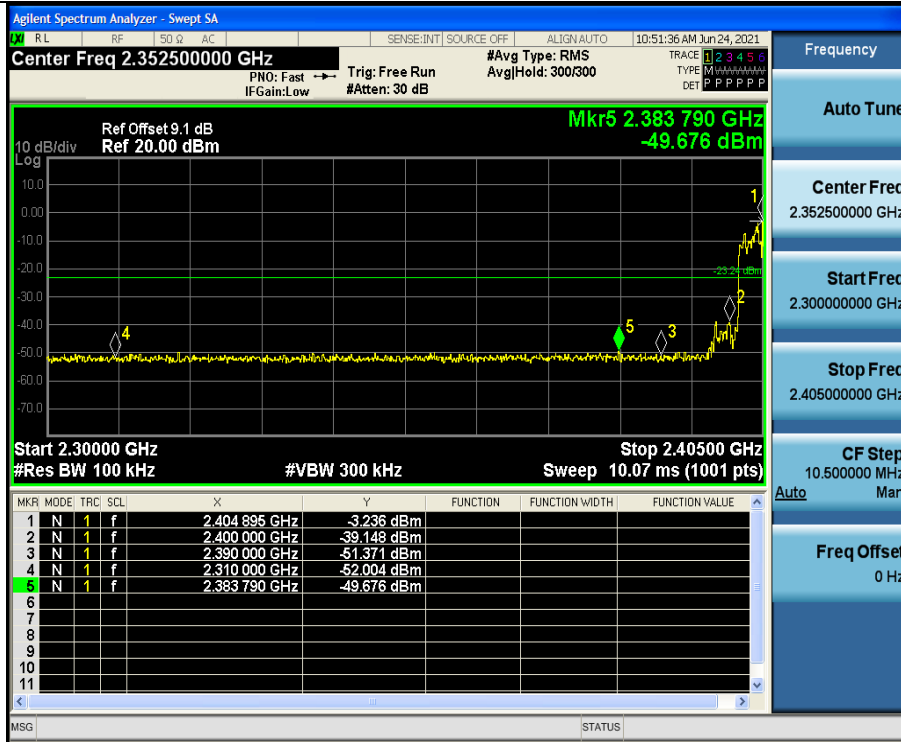 Agilent Spectrum Analyzer - Swept SA
LXI RL RF 50 Ω AC SENSE:INT SOURCE OFF ALIGN AUTO 10:51:36 AM Jun 24, 2021
Center Freq 2.352500000 GHz
PNO: Fast
IFGain:Low
Trig: Free Run
#Atten: 30 dB
#Avg Type: RMS
Avg|Hold: 300/300
TRACE 1 2 3 4 5 6
TYPE M
DET P P P P P P
Mkr5 2.383 790 GHz
-49.676 dBm
Ref Offset 9.1 dB
Ref 20.00 dBm
10 dB/div
Log
10.0
0.00
-10.0
-20.0
-30.0
-40.0
-50.0
-60.0
-70.0
-23.24 dBm
1
2
3
4
5
Start 2.30000 GHz Stop 2.40500 GHz
#Res BW 100 kHz #VBW 300 kHz Sweep 10.07 ms (1001 pts)
MKR MODE TRC SCL X Y FUNCTION FUNCTION WIDTH FUNCTION VALUE
1 N 1 f 2.404 895 GHz -3.236 dBm
2 N 1 f 2.400 000 GHz -39.148 dBm
3 N 1 f 2.390 000 GHz -51.371 dBm
4 N 1 f 2.310 000 GHz -52.004 dBm
5 N 1 f 2.383 790 GHz -49.676 dBm
6
7
8
9
10
11
MSG STATUS
Frequency
Auto Tune
Center Freq
2.352500000 GHz
Start Freq
2.300000000 GHz
Stop Freq
2.405000000 GHz
CF Step
10.500000 MHz
Auto Man
Freq Offset
0 Hz